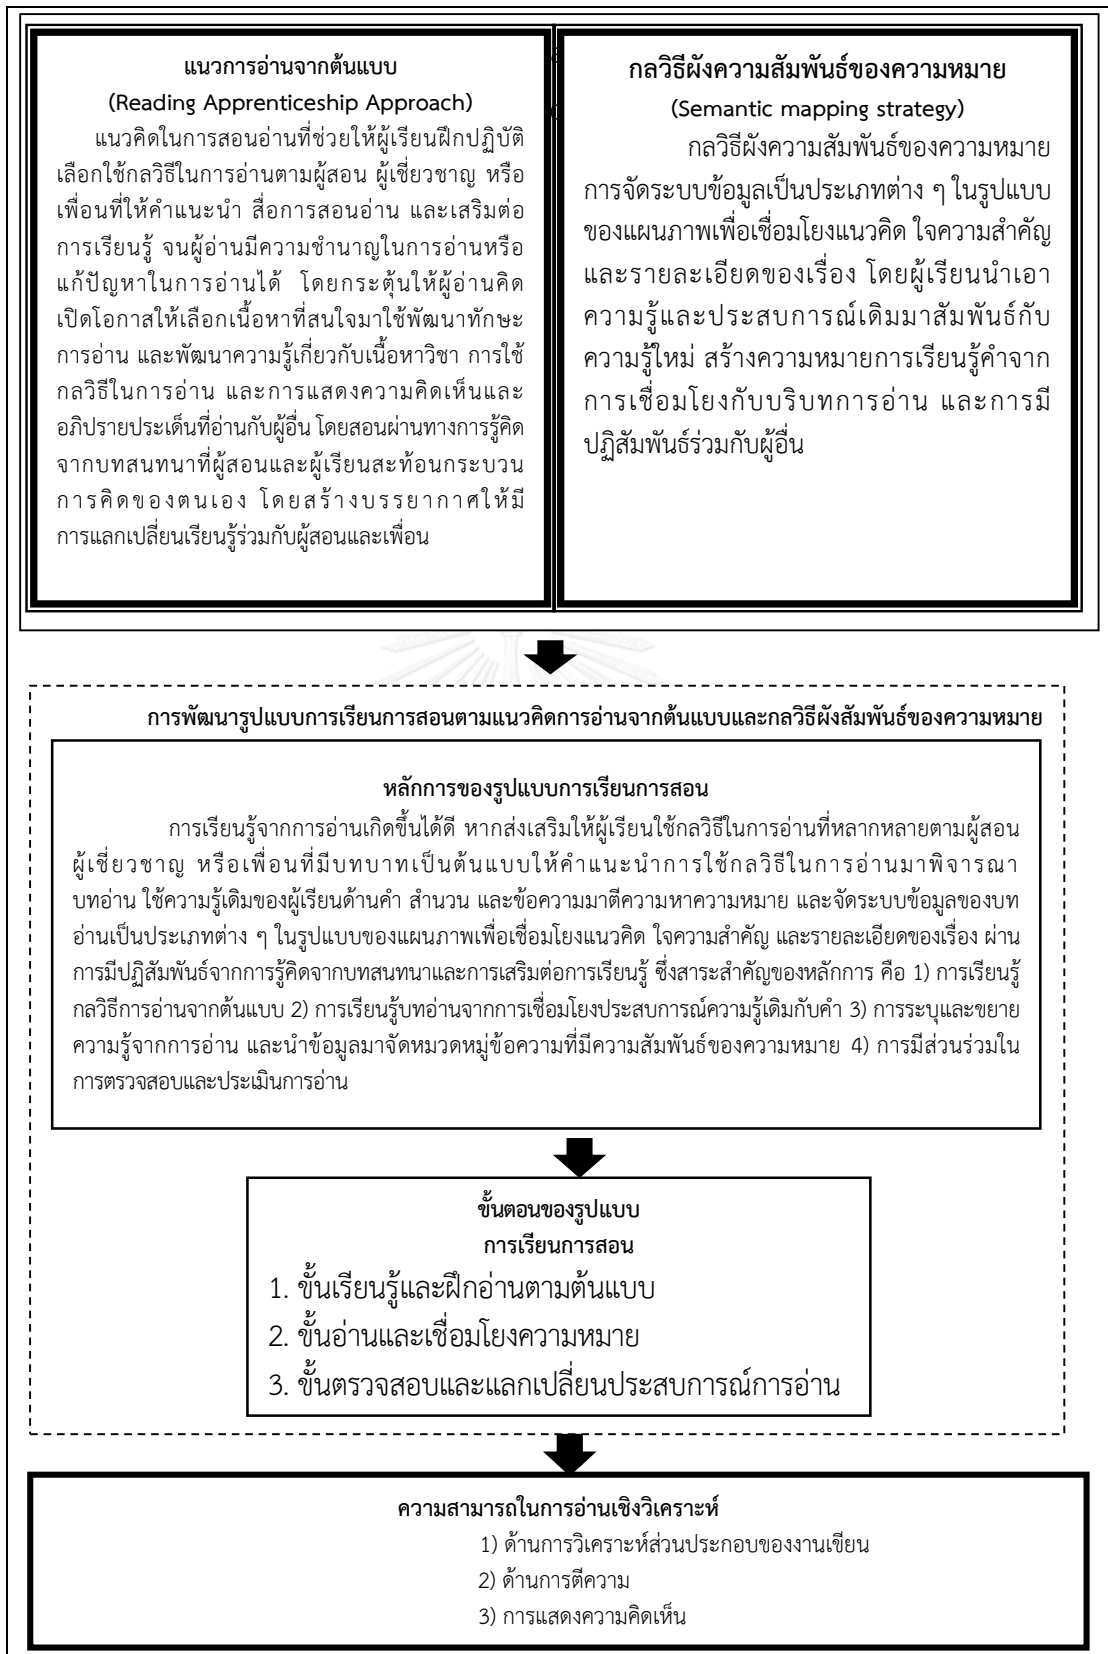 แนวการอ่านจากต้นแบบ
(Reading Apprenticeship Approach)
แนวคิดในการสอนอ่านที่ช่วยให้ผู้เรียนฝึกปฏิบัติ
เลือกใช้กลวิธีในการอ่านตามผู้สอน ผู้เชี่ยวชาญ หรือ
เพื่อนที่ให้คำแนะนำ สื่อการสอนอ่าน และเสริมต่อ
การเรียนรู้ จนผู้อ่านมีความชำนาญในการอ่านหรือ
แก้ปัญหาในการอ่านได้ โดยกระตุ้นให้ผู้อ่านคิด
เปิดโอกาสให้เลือกเนื้อหาที่สนใจมาใช้พัฒนาทักษะ
การอ่าน และพัฒนาความรู้เกี่ยวกับเนื้อหาวิชา การใช้
กลวิธีในการอ่าน และการแสดงความคิดเห็นและ
อภิปรายประเด็นที่อ่านกับผู้อื่น โดยสอนผ่านทางการรู้คิด
จากบทสนทนาที่ผู้สอนและผู้เรียนสะท้อนกระบวน
การคิดของตนเอง โดยสร้างบรรยากาศให้มี
การแลกเปลี่ยนเรียนรู้ร่วมกับผู้สอนและเพื่อน
กลวิธีผังความสัมพันธ์ของความหมาย
(Semantic mapping strategy)
กลวิธีผังความสัมพันธ์ของความหมาย
การจัดระบบข้อมูลเป็นประเภทต่าง ๆ ในรูปแบบ
ของแผนภาพเพื่อเชื่อมโยงแนวคิด ใจความสำคัญ
และรายละเอียดของเรื่อง โดยผู้เรียนนำเอา
ความรู้และประสบการณ์เดิมมาสัมพันธ์กับ
ความรู้ใหม่ สร้างความหมายการเรียนรู้คำจาก
การเชื่อมโยงกับบริบทการอ่าน และการมี
ปฏิสัมพันธ์ร่วมกับผู้อื่น
การพัฒนารูปแบบการเรียนการสอนตามแนวคิดการอ่านจากต้นแบบและกลวิธีผังสัมพันธ์ของความหมาย
หลักการของรูปแบบการเรียนการสอน
การเรียนรู้จากการอ่านเกิดขึ้นได้ดี หากส่งเสริมให้ผู้เรียนใช้กลวิธีในการอ่านที่หลากหลายตามผู้สอน
ผู้เชี่ยวชาญ หรือเพื่อนที่มีบทบาทเป็นต้นแบบให้คำแนะนำการใช้กลวิธีในการอ่านมาพิจารณา
บทอ่าน ใช้ความรู้เดิมของผู้เรียนด้านคำ สำนวน และข้อความมาตีความหาความหมาย และจัดระบบข้อมูลของบท
อ่านเป็นประเภทต่าง ๆ ในรูปแบบของแผนภาพเพื่อเชื่อมโยงแนวคิด ใจความสำคัญ และรายละเอียดของเรื่อง ผ่าน
การมีปฏิสัมพันธ์จากการรู้คิดจากบทสนทนาและการเสริมต่อการเรียนรู้ ซึ่งสาระสำคัญของหลักการ คือ 1) การเรียนรู้
กลวิธีการอ่านจากต้นแบบ 2) การเรียนรู้บทอ่านจากการเชื่อมโยงประสบการณ์ความรู้เดิมกับคำ 3) การระบุและขยาย
ความรู้จากการอ่าน และนำข้อมูลมาจัดหมวดหมู่ข้อความที่มีความสัมพันธ์ของความหมาย 4) การมีส่วนร่วมใน
การตรวจสอบและประเมินการอ่าน
ขั้นตอนของรูปแบบ
การเรียนการสอน
1. ขั้นเรียนรู้และฝึกอ่านตามต้นแบบ
2. ขั้นอ่านและเชื่อมโยงความหมาย
3. ขั้นตรวจสอบและแลกเปลี่ยนประสบการณ์การอ่าน
ความสามารถในการอ่านเชิงวิเคราะห์
1) ด้านการวิเคราะห์ส่วนประกอบของงานเขียน
2) ด้านการตีความ
3) การแสดงความคิดเห็น